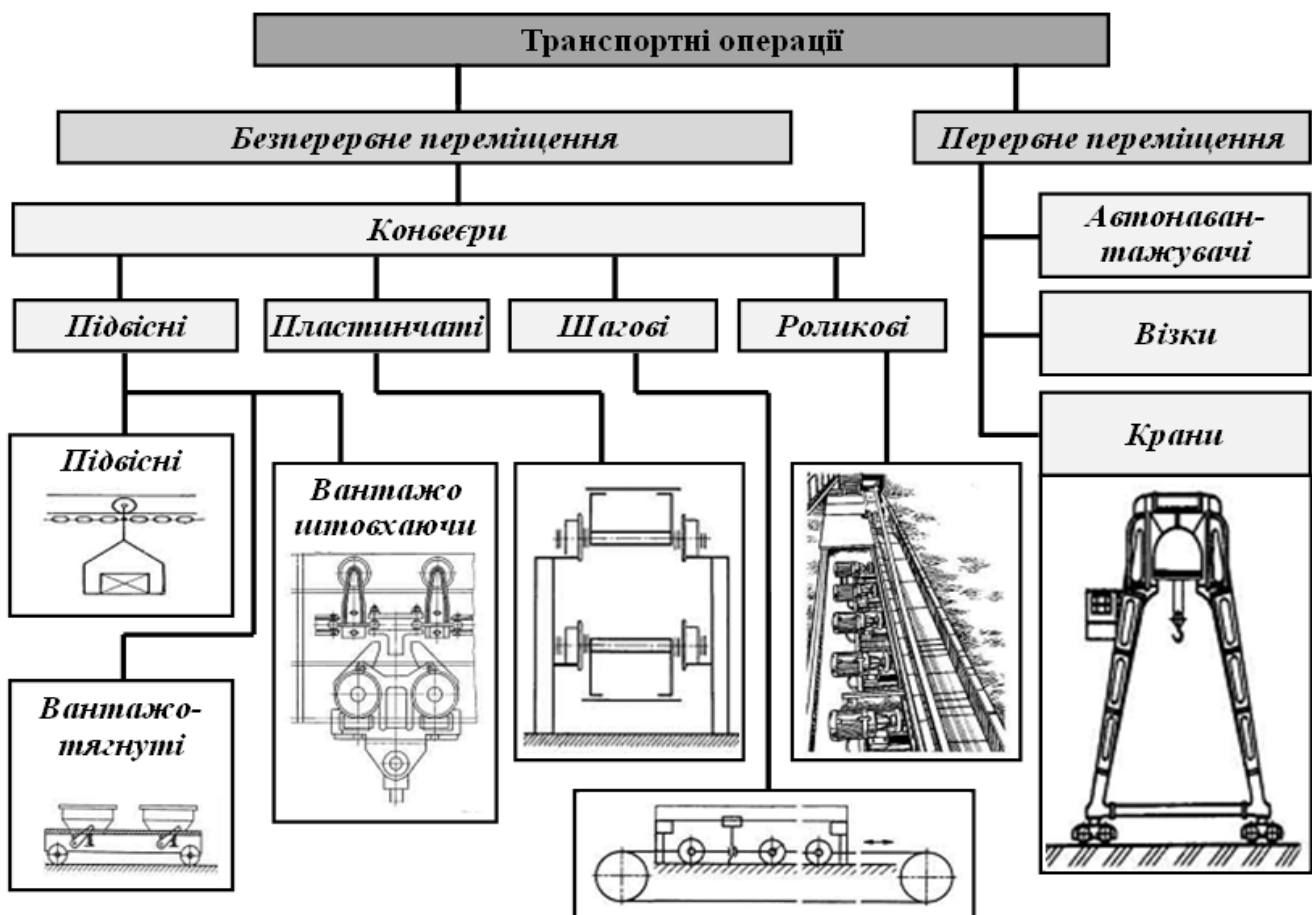 Транспортні операції
Безперервне переміщення
Перервне переміщення
Конвеєри
Автонаван-
тажувачі
Підвісні
Пластинчаті
Шагові
Роликові
Візки
Крани
Підвісні
Вантажо
штовхаючи
Вантажо-
тягнуті